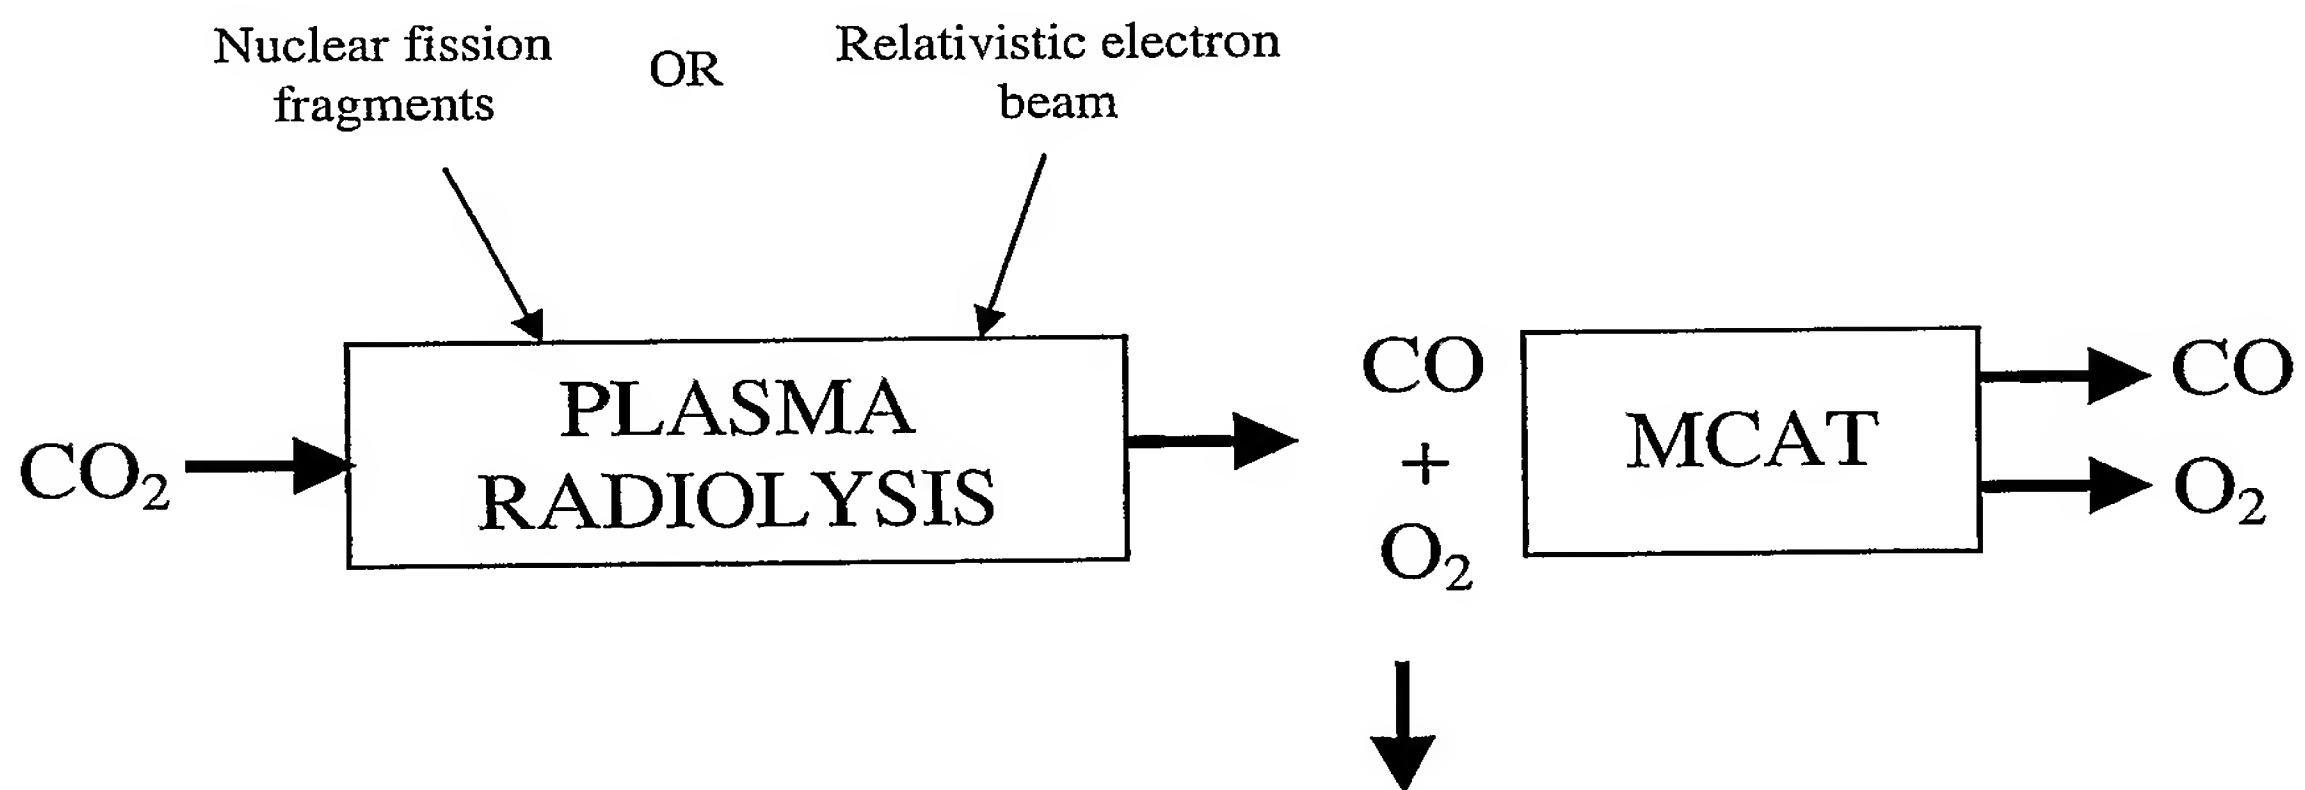 Nuclear fission
fragments
OR
Relativistic electron
beam
CO₂
PLASMA
RADIOLYSIS
CO
+
O₂
MCAT
CO
O₂